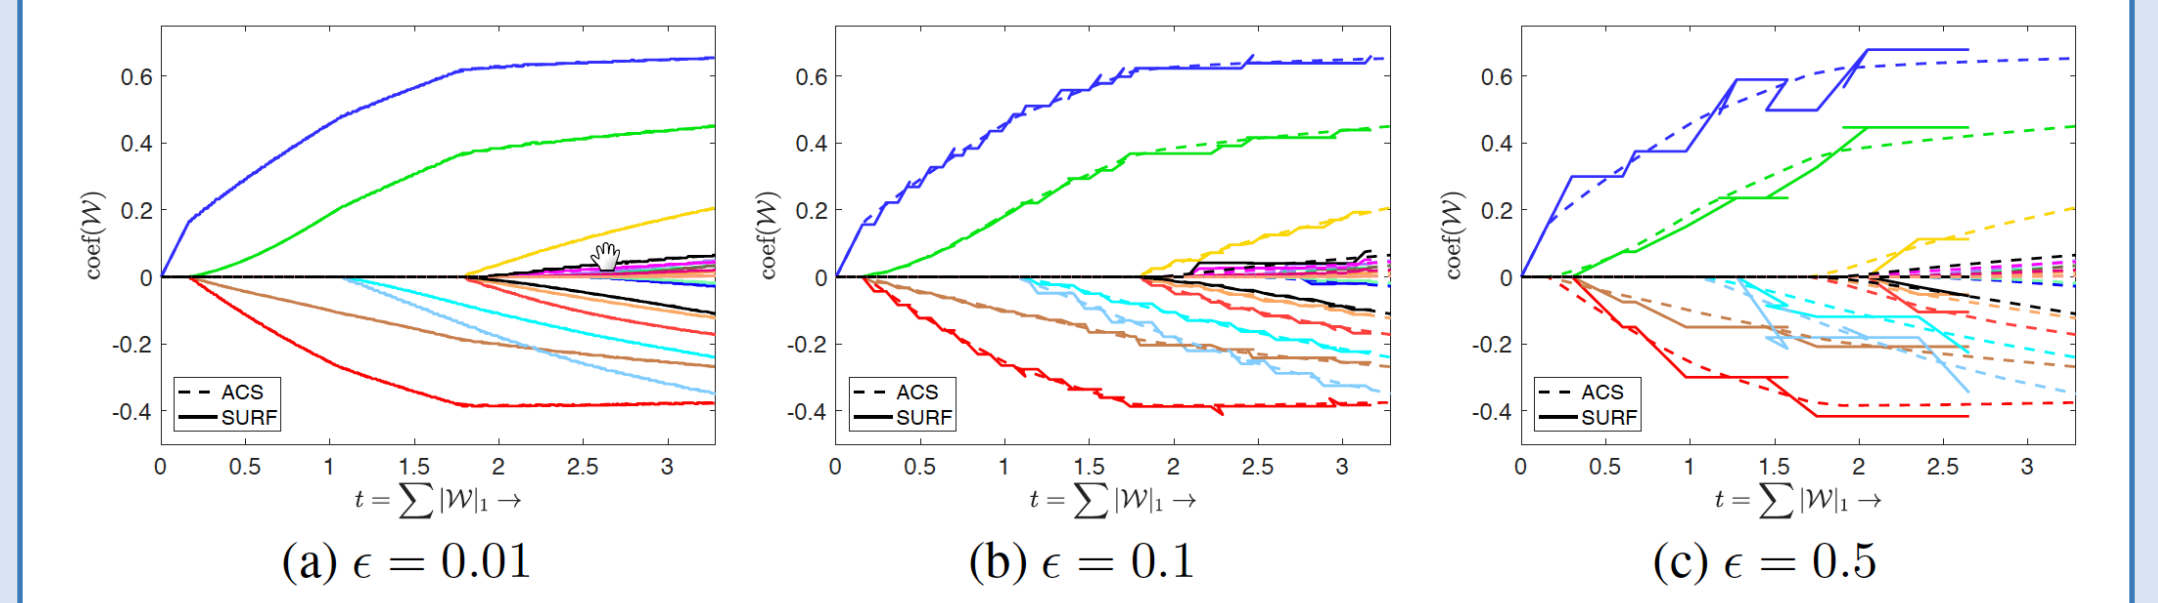 coef(𝒲)
0.6
0.4
0.2
0
-0.2
-0.4
ACS
SURF
0 0.5 1 1.5 2 2.5 3
t = ∑ |𝒲|₁ →
(a) ϵ = 0.01
coef(𝒲)
0.6
0.4
0.2
0
-0.2
-0.4
ACS
SURF
0 0.5 1 1.5 2 2.5 3
t = ∑ |𝒲|₁ →
(b) ϵ = 0.1
coef(𝒲)
0.6
0.4
0.2
0
-0.2
-0.4
ACS
SURF
0 0.5 1 1.5 2 2.5 3
t = ∑ |𝒲|₁ →
(c) ϵ = 0.5